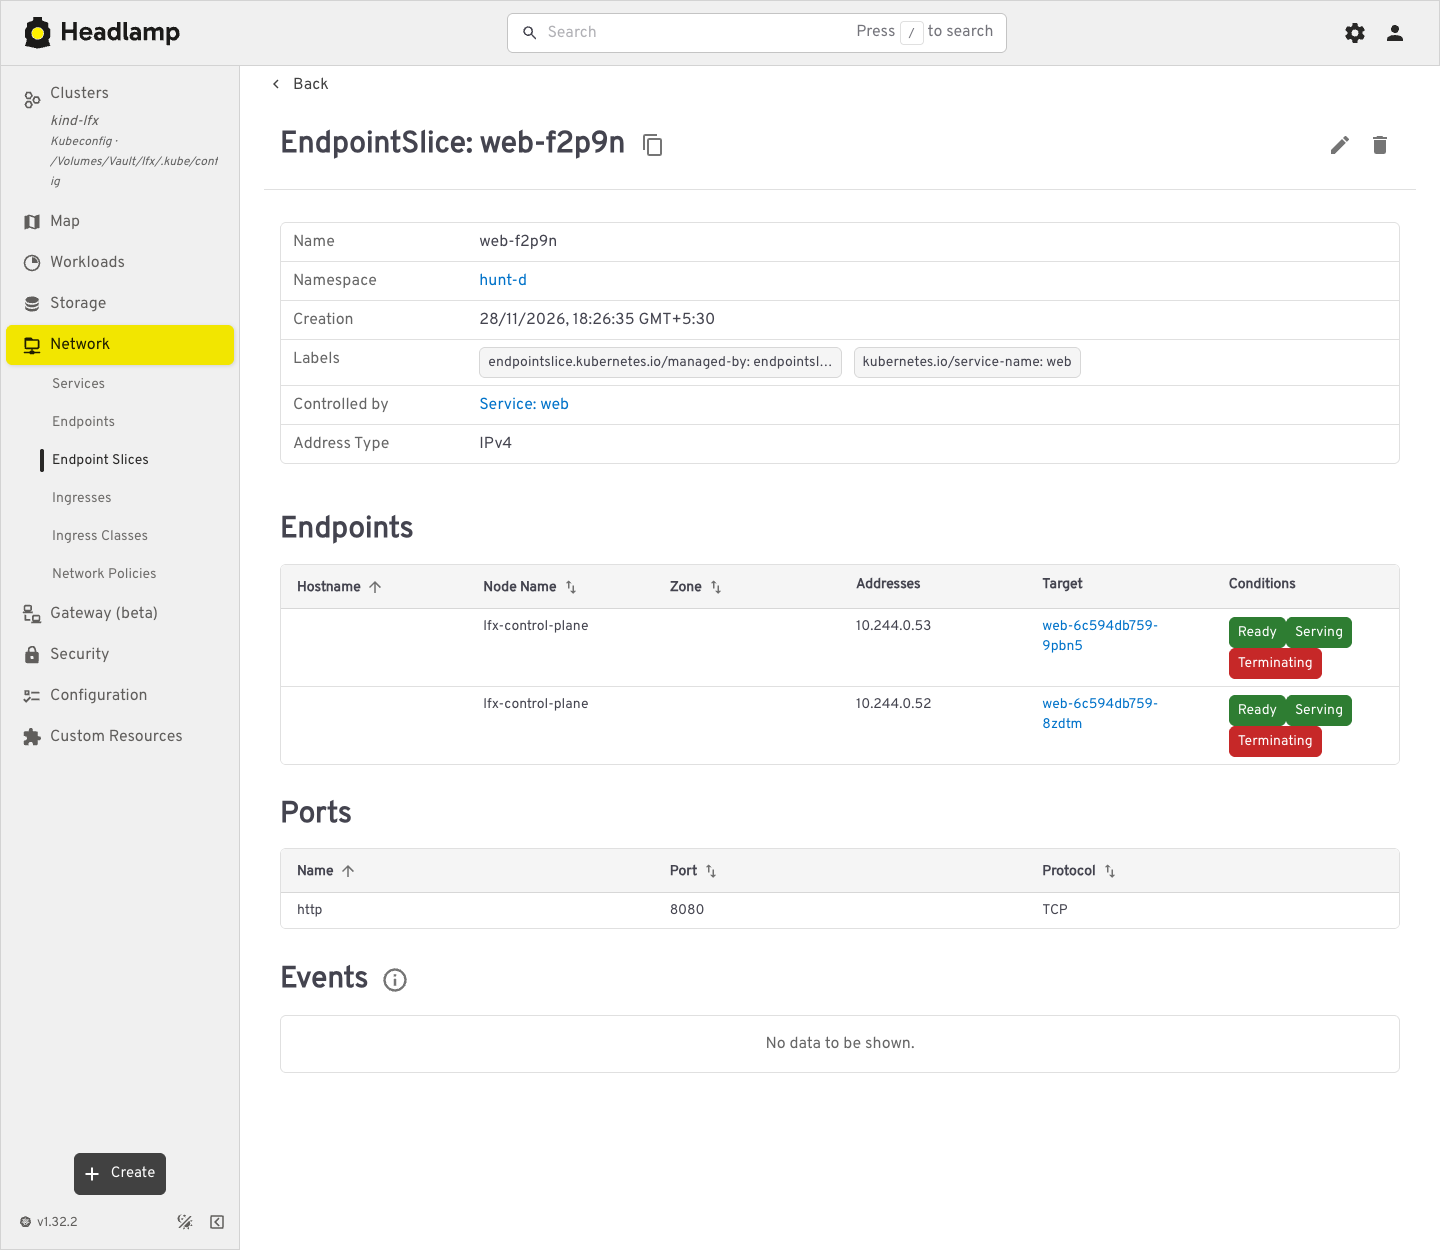 Headlamp
Search
Press / to search
Clusters
kind-lfx
Kubeconfig ·
/Volumes/Vault/lfx/.kube/conf
ig
Map
Workloads
Storage
Network
Services
Endpoints
Endpoint Slices
Ingresses
Ingress Classes
Network Policies
Gateway (beta)
Security
Configuration
Custom Resources
Create
v1.32.2
Back
EndpointSlice: web-f2p9n
Name web-f2p9n
Namespace hunt-d
Creation 28/11/2026, 18:26:35 GMT+5:30
Labels endpointslice.kubernetes.io/managed-by: endpointsl... kubernetes.io/service-name: web
Controlled by Service: web
Address Type IPv4
Endpoints
Hostname Node Name Zone Addresses Target Conditions
lfx-control-plane 10.244.0.53 web-6c594db759- Ready Serving
9pbn5 Terminating
lfx-control-plane 10.244.0.52 web-6c594db759- Ready Serving
8zdtm Terminating
Ports
Name Port Protocol
http 8080 TCP
Events
No data to be shown.